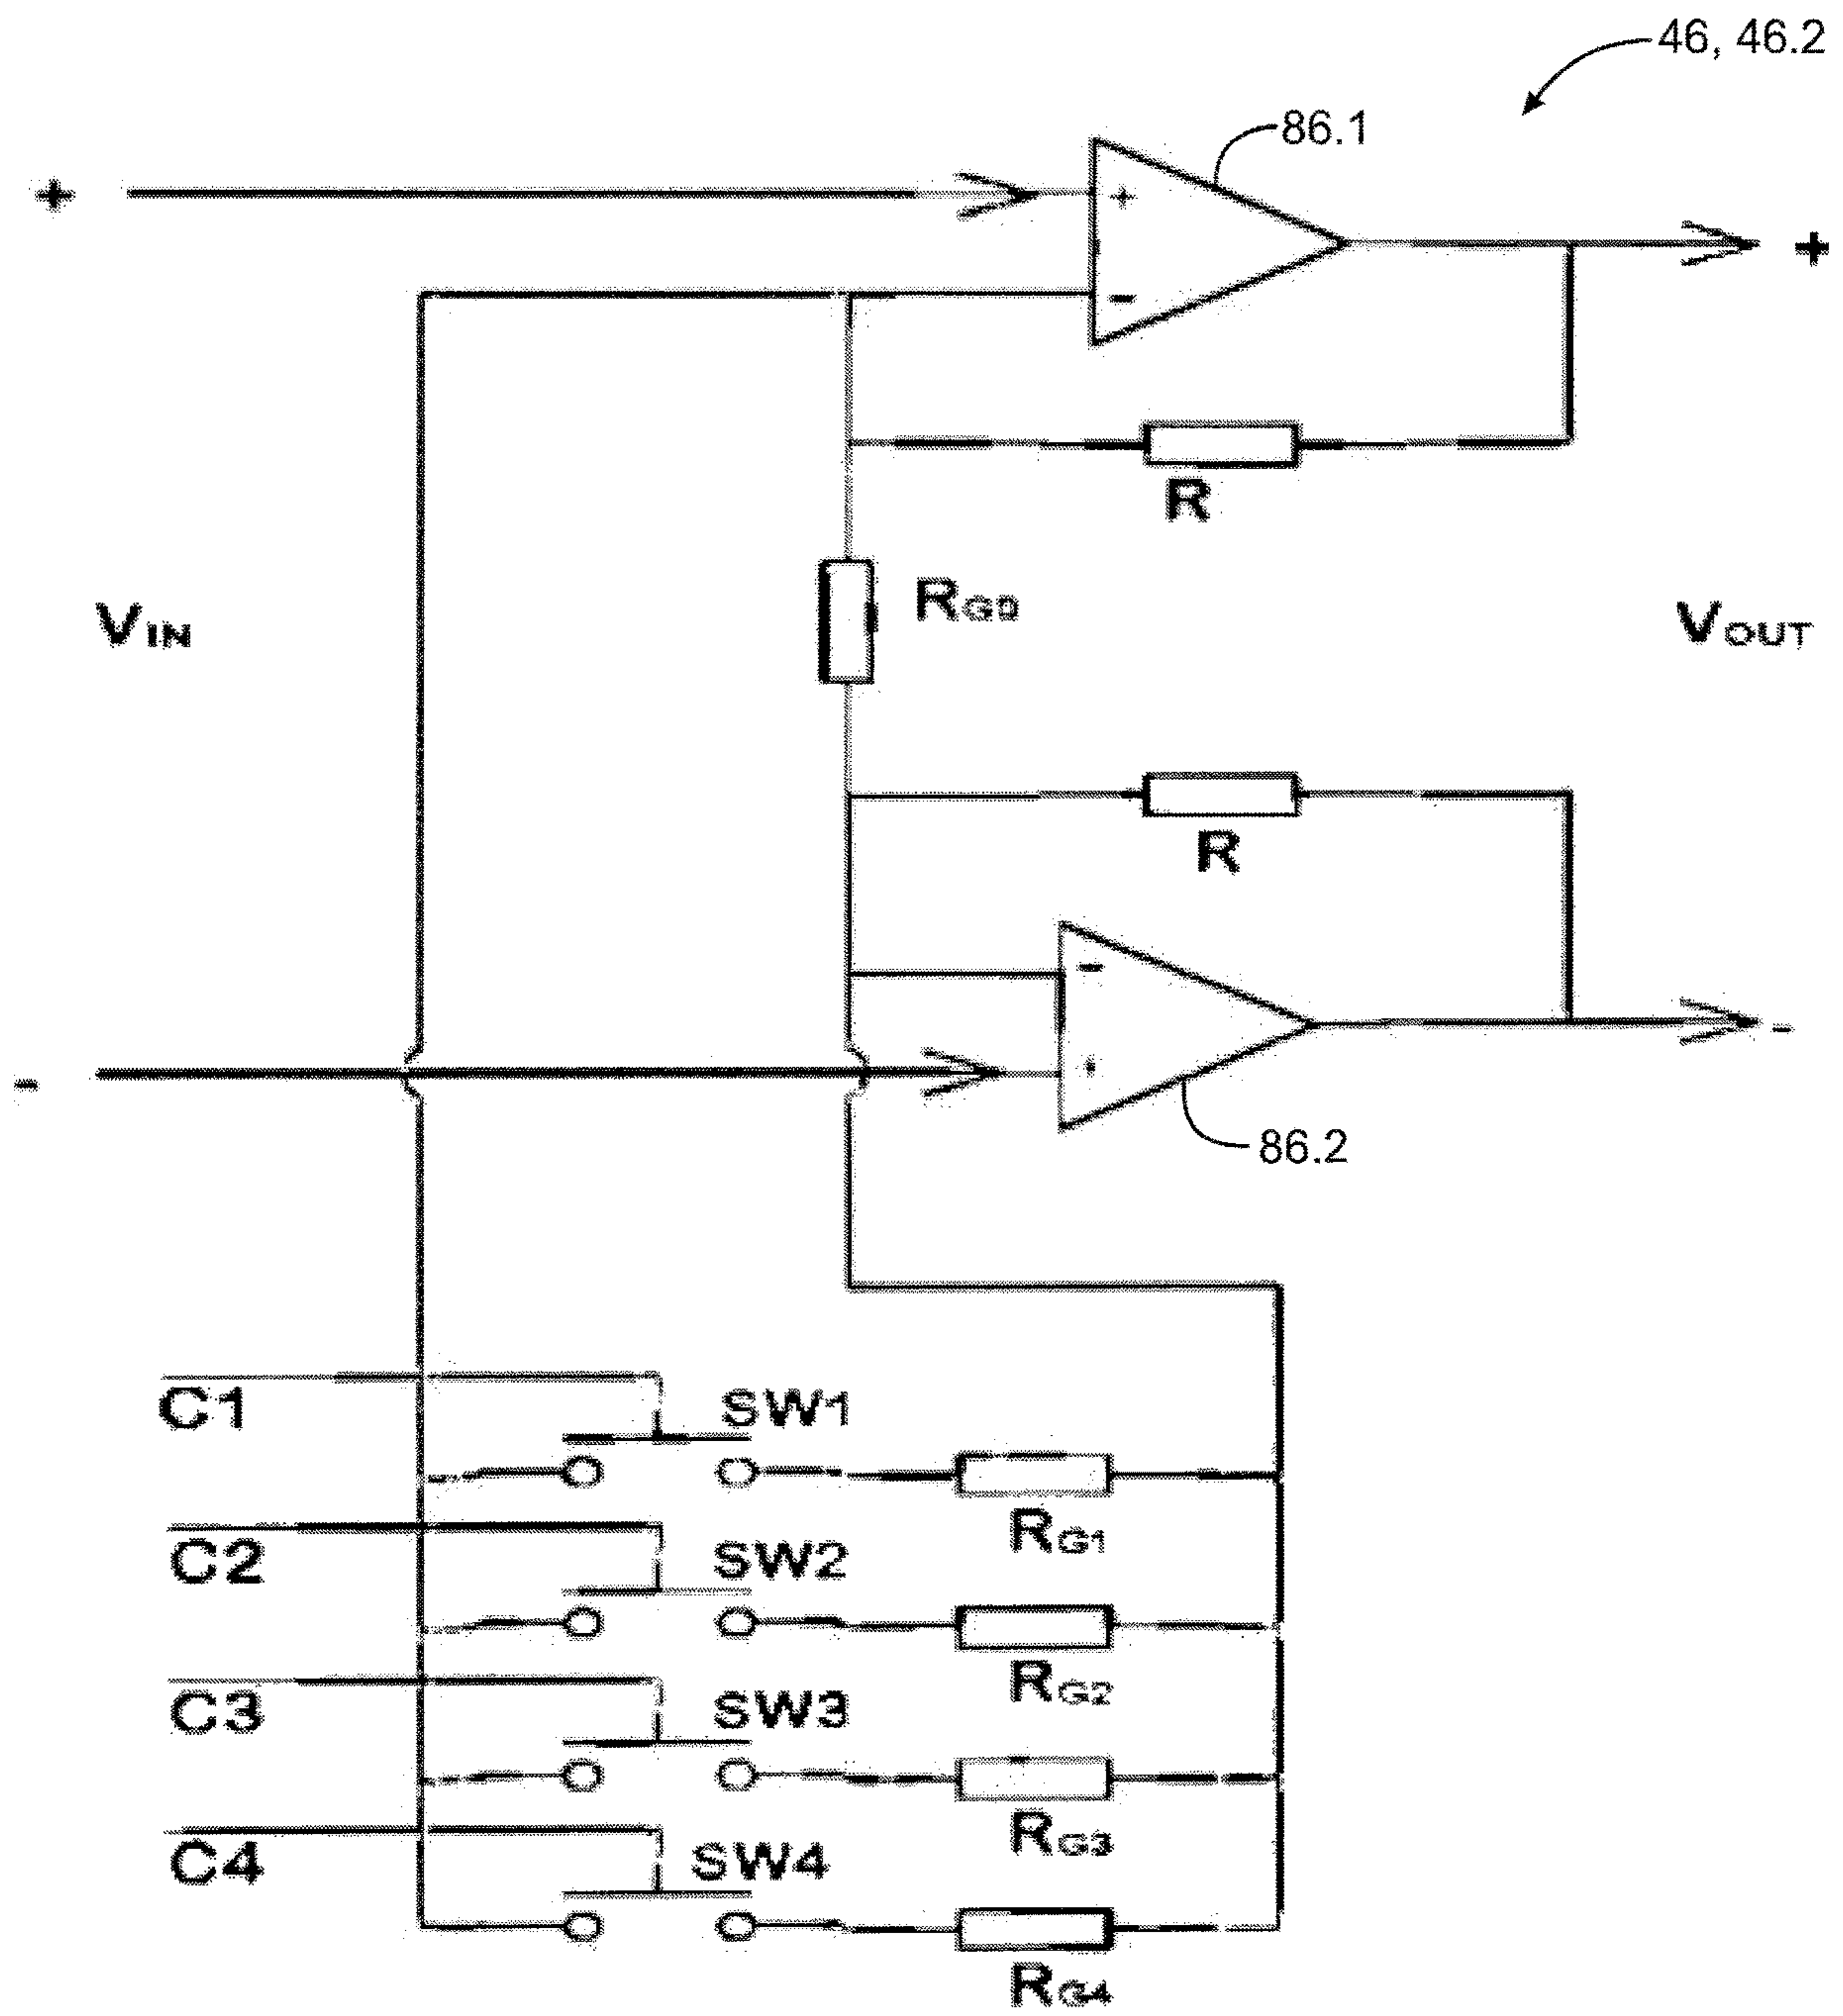 46, 46.2
86.1
+
+
-
+
R
VIN
RG0
VOUT
R
-
+
-
-
86.2
C1
SW1
RG1
C2
SW2
RG2
C3
SW3
RG3
C4
SW4
RG4